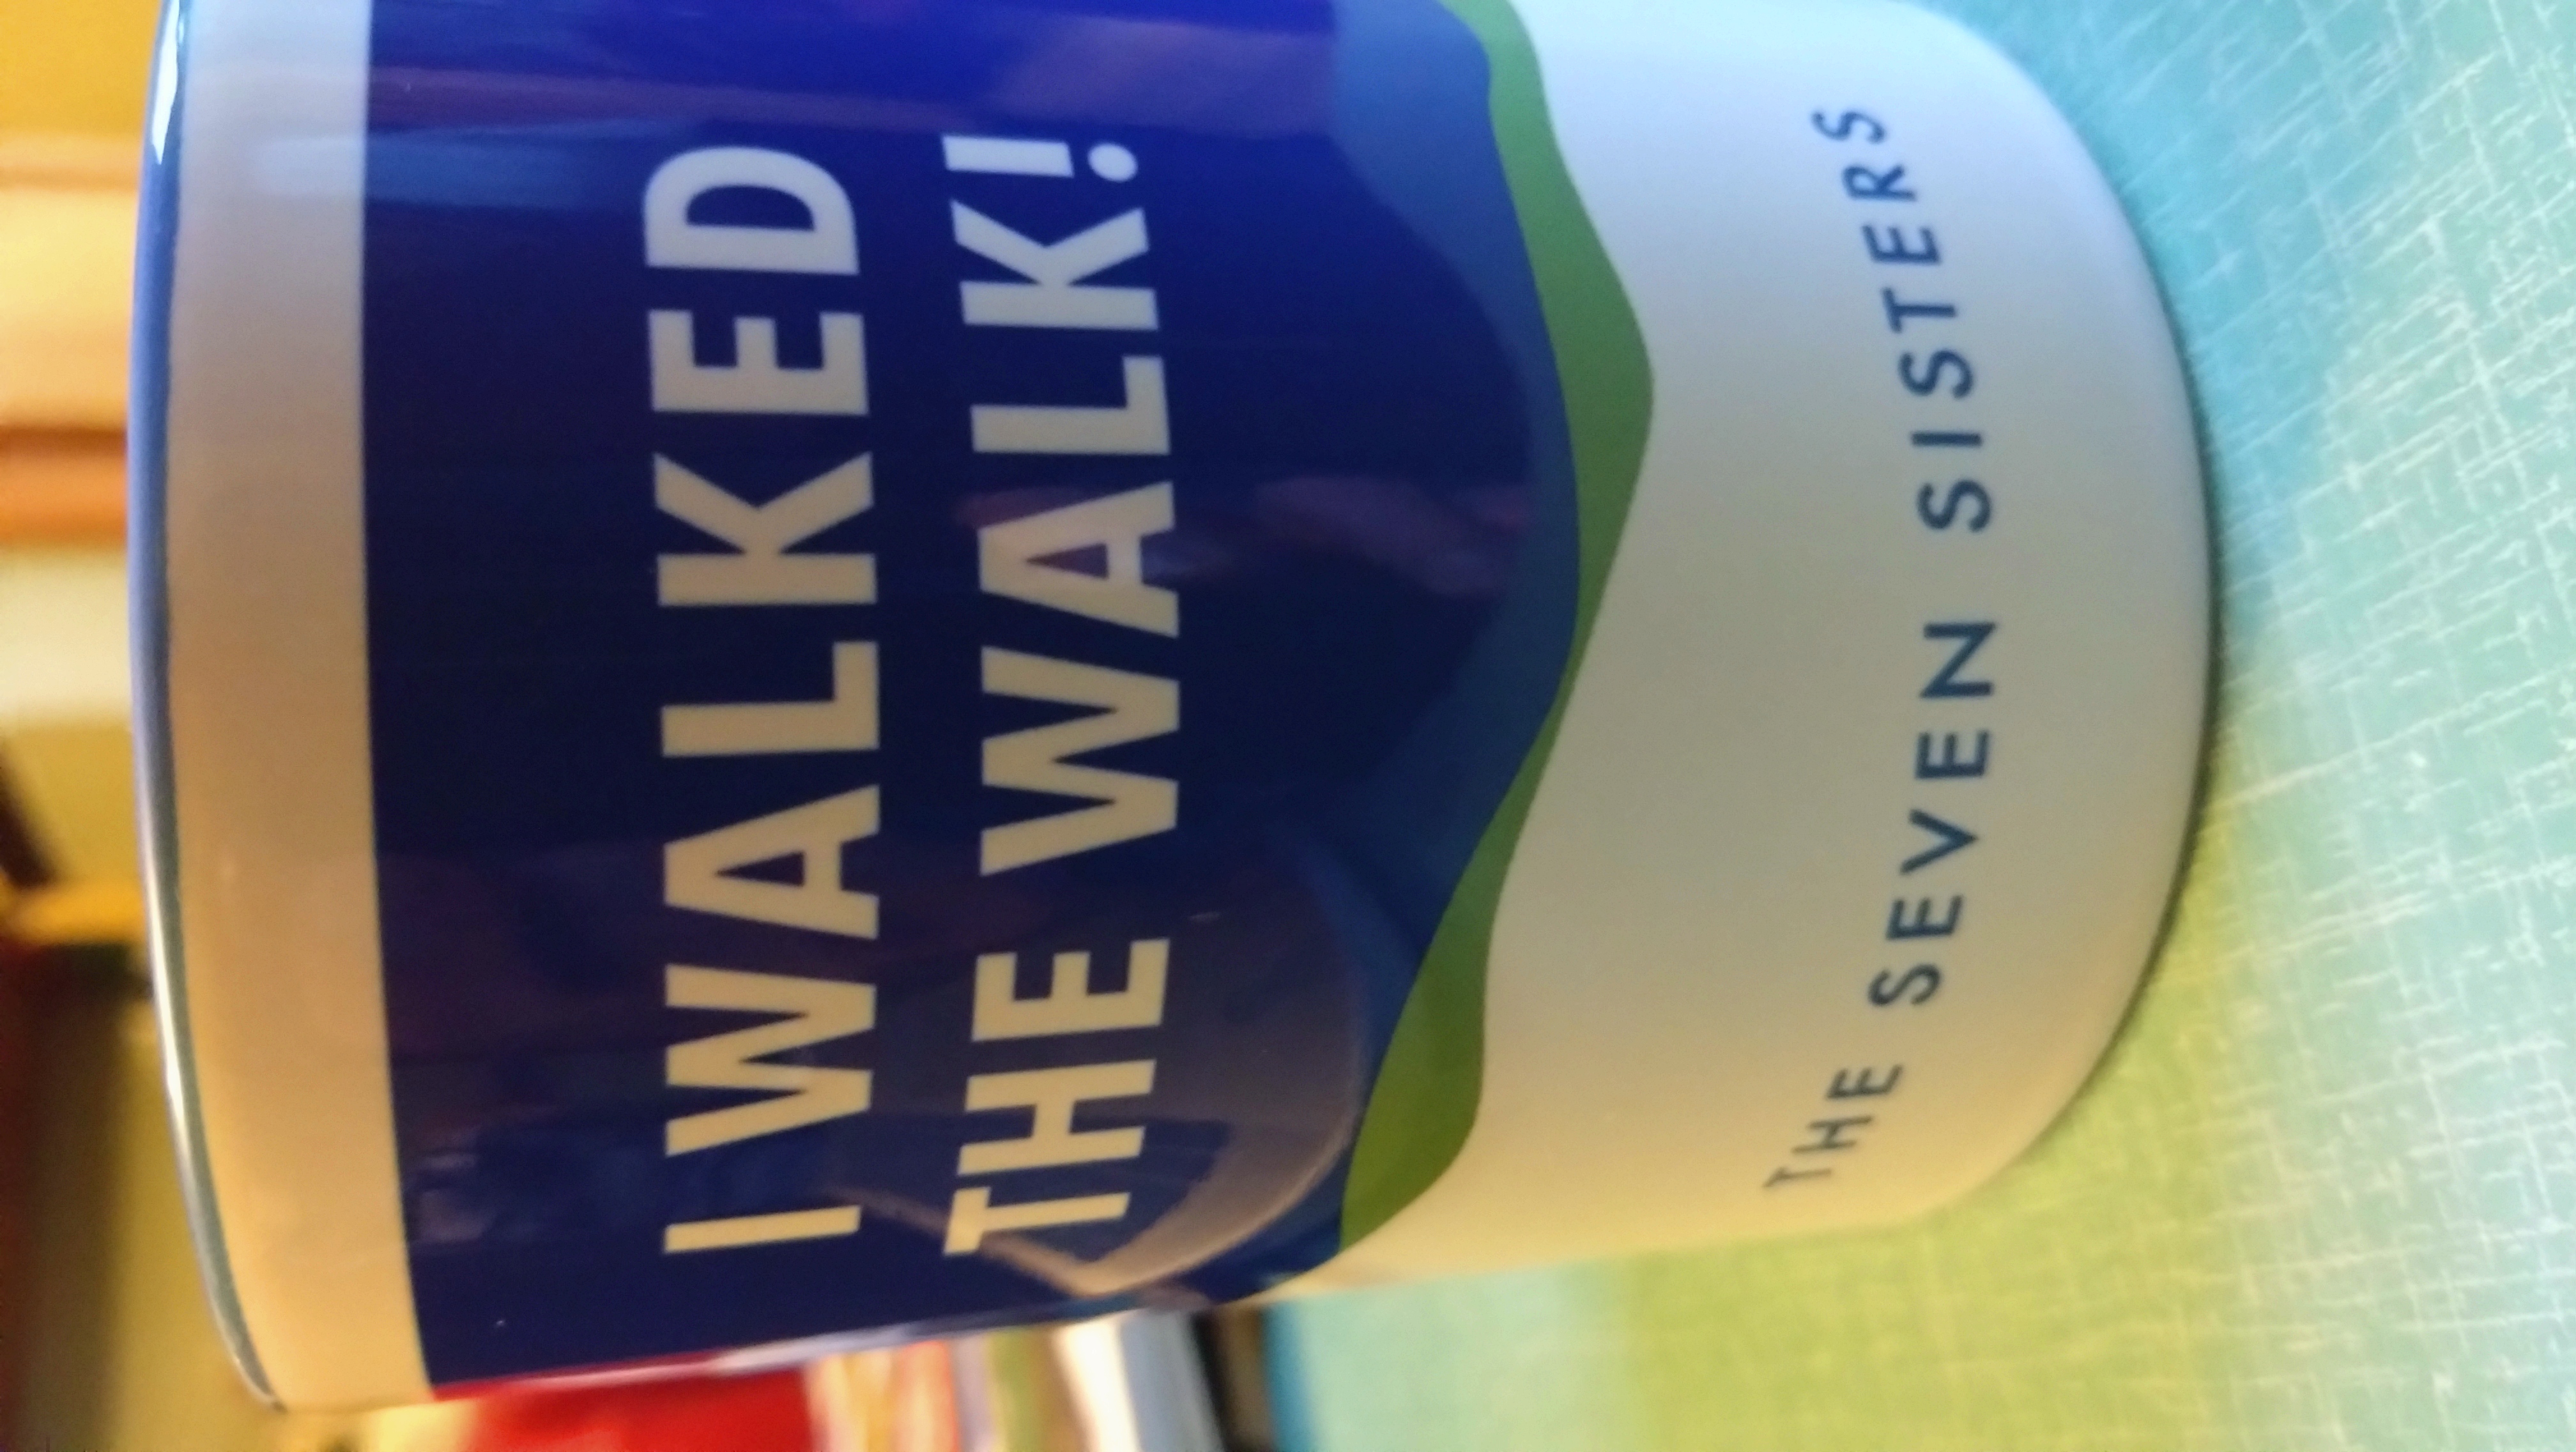 I WALKED
THE WALK!
THE SEVEN SISTERS